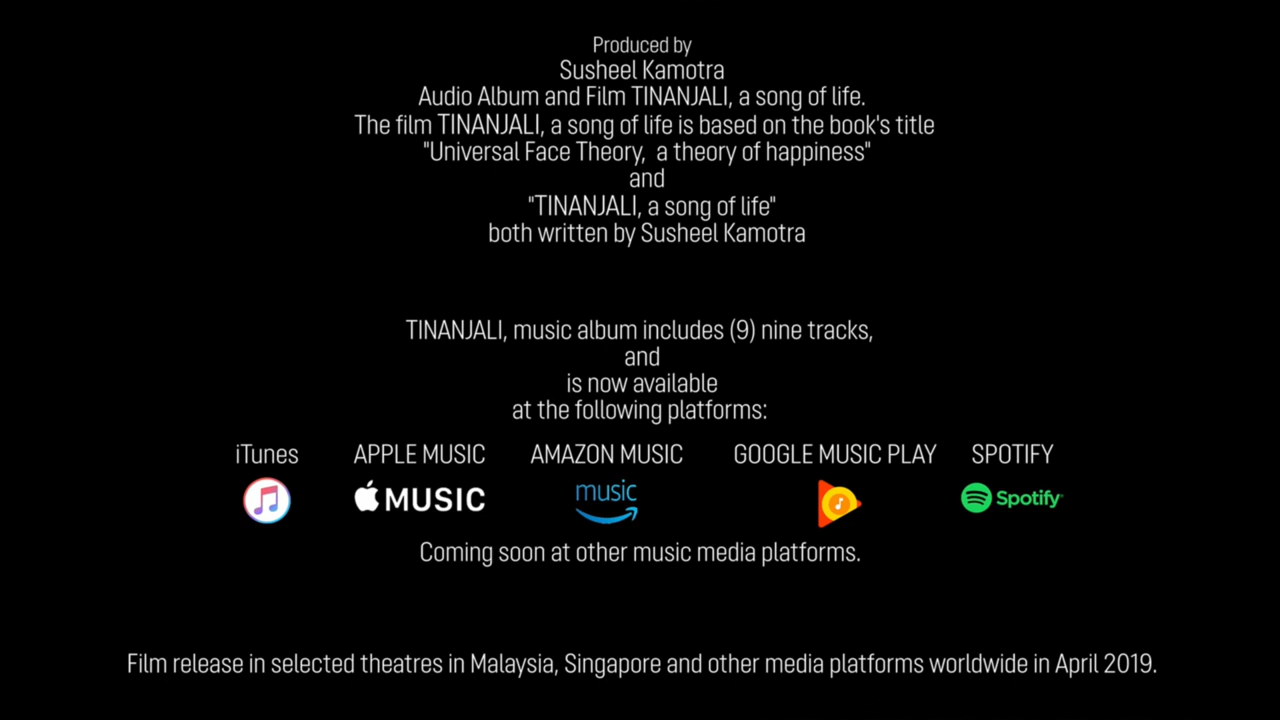 Produced by
Susheel Kamotra
Audio Album and Film TINANJALI, a song of life.
The film TINANJALI, a song of life is based on the book's title
"Universal Face Theory,  a theory of happiness"
and
"TINANJALI, a song of life"
both written by Susheel Kamotra
TINANJALI, music album includes (9) nine tracks,
and
is now available
at the following platforms:
iTunes APPLE MUSIC AMAZON MUSIC GOOGLE MUSIC PLAY SPOTIFY
MUSIC music Spotify
Coming soon at other music media platforms.
Film release in selected theatres in Malaysia, Singapore and other media platforms worldwide in April 2019.